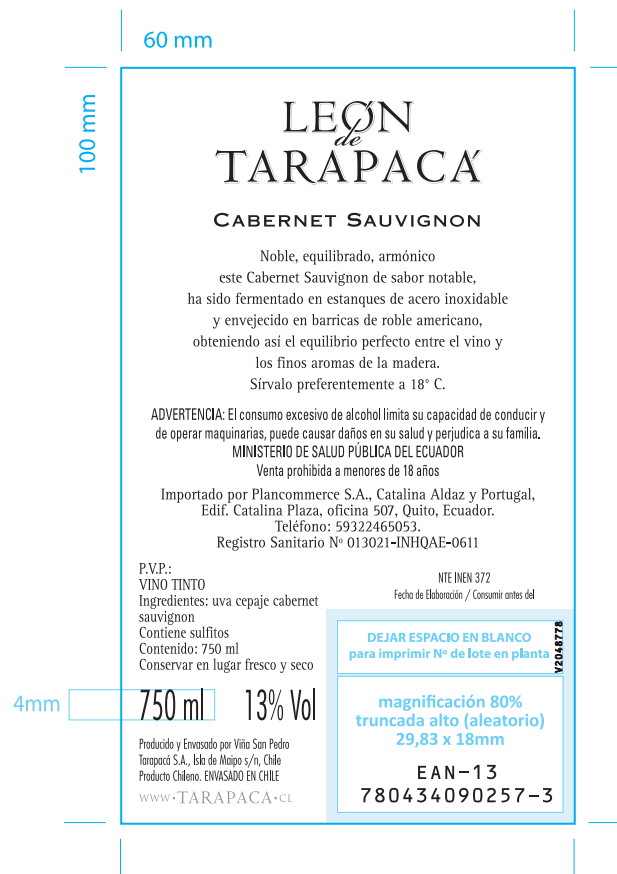 60 mm
100 mm
LEÓN
de
TARAPACÁ
CABERNET SAUVIGNON
Noble, equilibrado, armónico
este Cabernet Sauvignon de sabor notable,
ha sido fermentado en estanques de acero inoxidable
y envejecido en barricas de roble americano,
obteniendo así el equilibrio perfecto entre el vino y
los finos aromas de la madera.
Sírvalo preferentemente a 18° C.
ADVERTENCIA: El consumo excesivo de alcohol limita su capacidad de conducir y
de operar maquinarias, puede causar daños en su salud y perjudica a su familia.
MINISTERIO DE SALUD PÚBLICA DEL ECUADOR
Venta prohibida a menores de 18 años
Importado por Plancommerce S.A., Catalina Aldaz y Portugal,
Edif. Catalina Plaza, oficina 507, Quito, Ecuador.
Teléfono: 59322465053.
Registro Sanitario Nº 013021-INHQAE-0611
P.V.P.:
VINO TINTO
Ingredientes: uva cepaje cabernet
sauvignon
Contiene sulfitos
Contenido: 750 ml
Conservar en lugar fresco y seco
NTE INEN 372
Fecha de Elaboración / Consumir antes del
DEJAR ESPACIO EN BLANCO
para imprimir Nº de lote en planta
V2048778
4mm
750 ml 13% Vol
magnificación 80%
truncada alto (aleatorio)
29,83 x 18mm
EAN-13
780434090257-3
Producido y Envasado por Viña San Pedro
Tarapacá S.A., Isla de Maipo s/n, Chile
Producto Chileno. ENVASADO EN CHILE
WWW·TARAPACA·CL